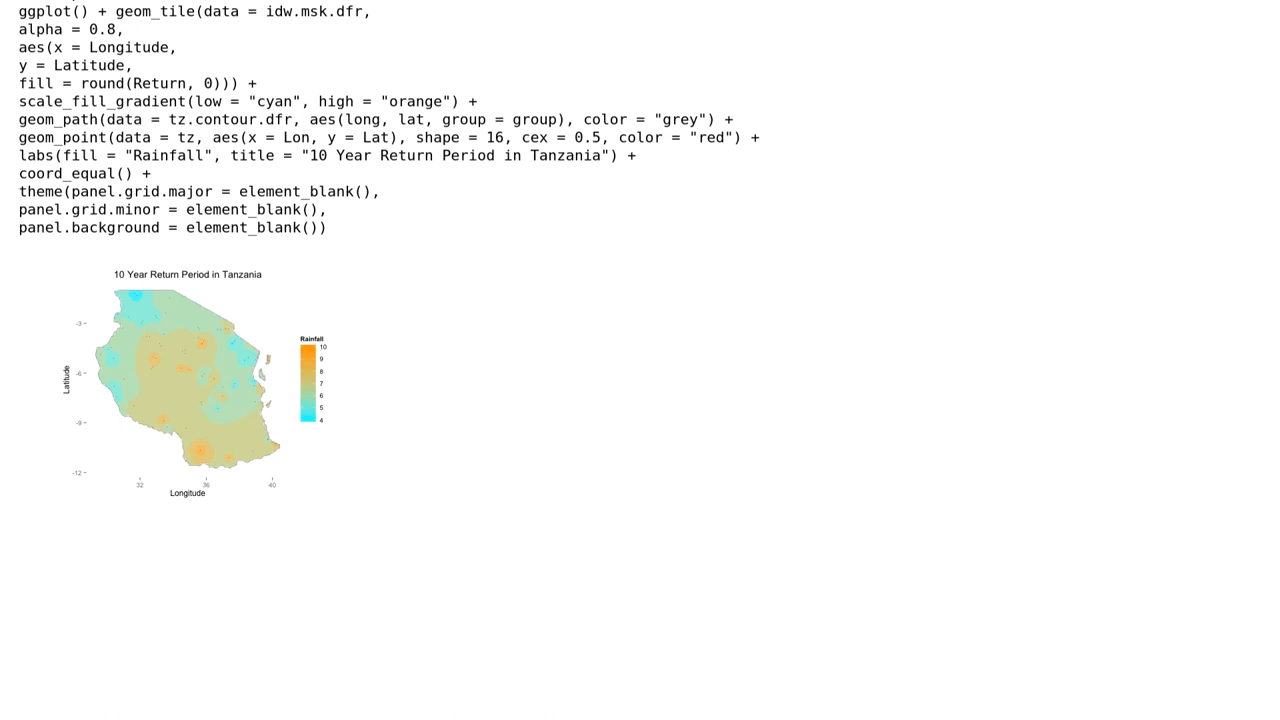 ggplot() + geom_tile(data = idw.msk.dfr,
alpha = 0.8,
aes(x = Longitude,
y = Latitude,
fill = round(Return, 0))) +
scale_fill_gradient(low = "cyan", high = "orange") +
geom_path(data = tz.contour.dfr, aes(long, lat, group = group), color = "grey") +
geom_point(data = tz, aes(x = Lon, y = Lat), shape = 16, cex = 0.5, color = "red") +
labs(fill = "Rainfall", title = "10 Year Return Period in Tanzania") +
coord_equal() +
theme(panel.grid.major = element_blank(),
panel.grid.minor = element_blank(),
panel.background = element_blank())
10 Year Return Period in Tanzania
Latitude
-3
-6
-9
-12
32
36
40
Longitude
Rainfall
10
9
8
7
6
5
4